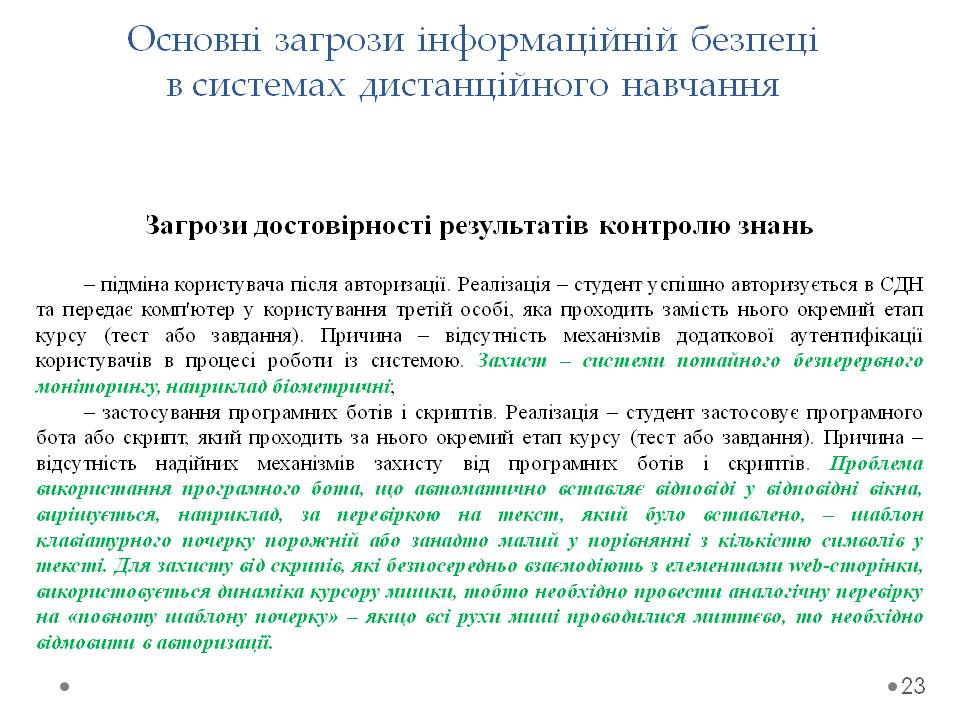 Основні загрози інформаційній безпеці
в системах дистанційного навчання
Загрози достовірності результатів контролю знань
– підміна користувача після авторизації. Реалізація – студент успішно авторизується в СДН
та передає комп'ютер у користування третій особі, яка проходить замість нього окремий етап
курсу (тест або завдання). Причина – відсутність механізмів додаткової аутентифікації
користувачів в процесі роботи із системою. Захист – системи потайного безперервного
моніторингу, наприклад біометричні;
– застосування програмних ботів і скриптів. Реалізація – студент застосовує програмного
бота або скрипт, який проходить за нього окремий етап курсу (тест або завдання). Причина –
відсутність надійних механізмів захисту від програмних ботів і скриптів. Проблема
використання програмного бота, що автоматично вставляє відповіді у відповідні вікна,
вирішується, наприклад, за перевіркою на текст, який було вставлено, – шаблон
клавіатурного почерку порожній або занадто малий у порівнянні з кількістю символів у
тексті. Для захисту від скрипів, які безпосередньо взаємодіють з елементами web-сторінки,
використовується динаміка курсору мишки, тобто необхідно провести аналогічну перевірку
на «повноту шаблону почерку» – якщо всі рухи миші проводилися миттєво, то необхідно
відмовити в авторизації.
23